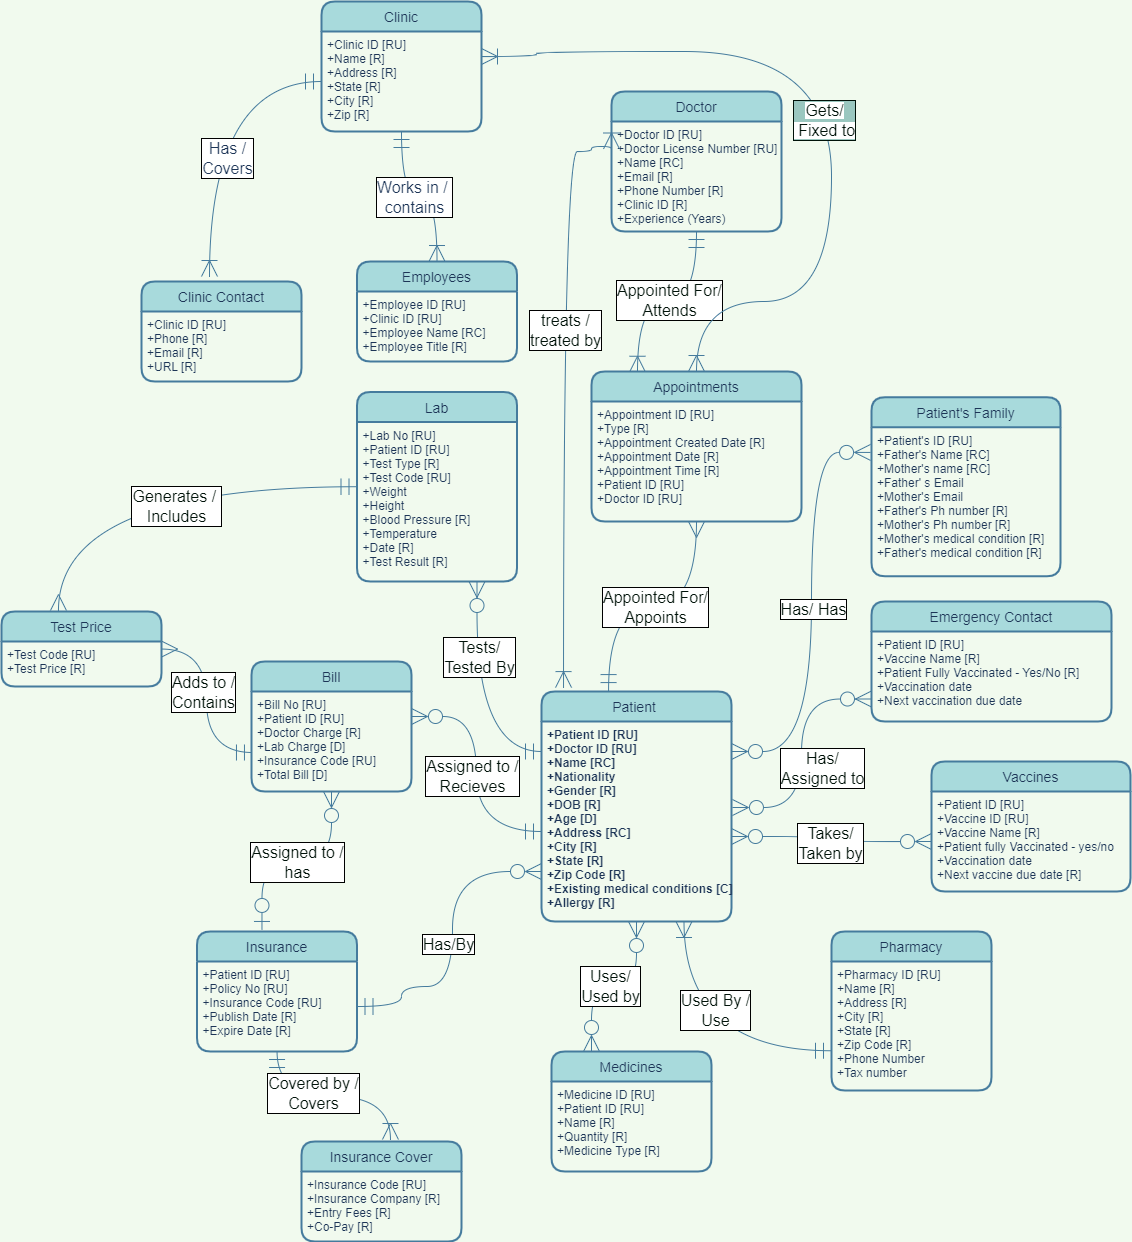 Clinic
+Clinic ID [RU]
+Name [R]
+Address [R]
+State [R]
+City [R]
+Zip [R]
Doctor
+Doctor ID [RU]
+Doctor License Number [RU]
+Name [RC]
+Email [R]
+Phone Number [R]
+Clinic ID [R]
+Experience (Years)
Gets/
Fixed to
Has /
Covers
Works in /
contains
Clinic Contact
+Clinic ID [RU]
+Phone [R]
+Email [R]
+URL [R]
Employees
+Employee ID [RU]
+Clinic ID [RU]
+Employee Name [RC]
+Employee Title [R]
Appointed For/
Attends
treats /
treated by
Appointments
+Appointment ID [RU]
+Type [R]
+Appointment Created Date [R]
+Appointment Date [R]
+Appointment Time [R]
+Patient ID [RU]
+Doctor ID [RU]
Lab
+Lab No [RU]
+Patient ID [RU]
+Test Type [R]
+Test Code [RU]
+Weight
+Height
+Blood Pressure [R]
+Temperature
+Date [R]
+Test Result [R]
Patient's Family
+Patient's ID [RU]
+Father's Name [RC]
+Mother's name [RC]
+Father' s Email
+Mother's Email
+Father's Ph number [R]
+Mother's Ph number [R]
+Mother's medical condition [R]
+Father's medical condition [R]
Generates /
Includes
Appointed For/
Appoints
Has/ Has
Test Price
+Test Code [RU]
+Test Price [R]
Tests/
Tested By
Emergency Contact
+Patient ID [RU]
+Vaccine Name [R]
+Patient Fully Vaccinated - Yes/No [R]
+Vaccination date
+Next vaccination due date
Adds to /
Contains
Bill
+Bill No [RU]
+Patient ID [RU]
+Doctor Charge [R]
+Lab Charge [D]
+Insurance Code [RU]
+Total Bill [D]
Assigned to /
Recieves
Patient
+Patient ID [RU]
+Doctor ID [RU]
+Name [RC]
+Nationality
+Gender [R]
+DOB [R]
+Age [D]
+Address [RC]
+City [R]
+State [R]
+Zip Code [R]
+Existing medical conditions [C]
+Allergy [R]
Has/
Assigned to
Takes/
Taken by
Vaccines
+Patient ID [RU]
+Vaccine ID [RU]
+Vaccine Name [R]
+Patient fully Vaccinated - yes/no
+Vaccination date
+Next vaccine due date [R]
Assigned to /
has
Has/By
Insurance
+Patient ID [RU]
+Policy No [RU]
+Insurance Code [RU]
+Publish Date [R]
+Expire Date [R]
Uses/
Used by
Used By /
Use
Pharmacy
+Pharmacy ID [RU]
+Name [R]
+Address [R]
+City [R]
+State [R]
+Zip Code [R]
+Phone Number
+Tax number
Covered by /
Covers
Medicines
+Medicine ID [RU]
+Patient ID [RU]
+Name [R]
+Quantity [R]
+Medicine Type [R]
Insurance Cover
+Insurance Code [RU]
+Insurance Company [R]
+Entry Fees [R]
+Co-Pay [R]